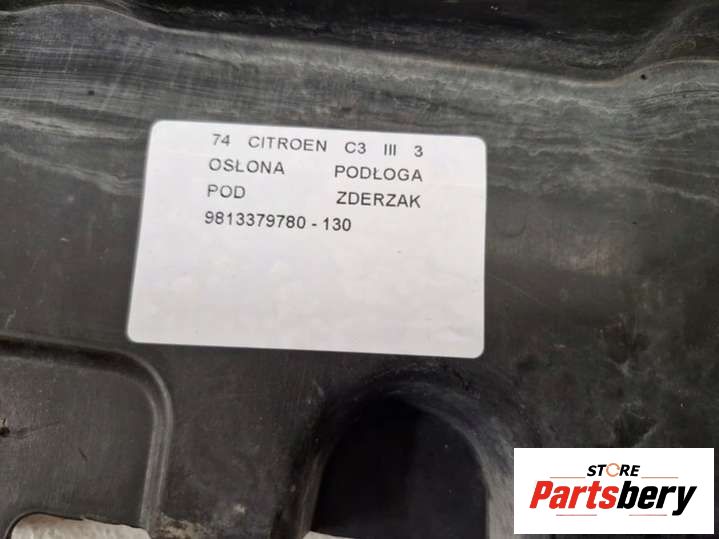 74 CITROEN C3 III 3
OSŁONA PODŁOGA
POD ZDERZAK
9813379780 - 130
STORE
Partsbery